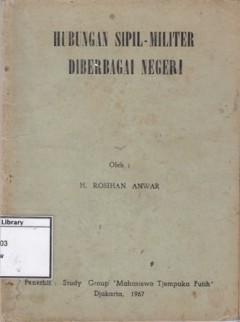 HUBUNGAN SIPIL-MILITER
DIBERBAGAI NEGERI
Oleh :
H. ROSIHAN ANWAR
Library
03
Penerbit : Study Group "Mahasiswa Tjempaka Putih"
Djakarta, 1967